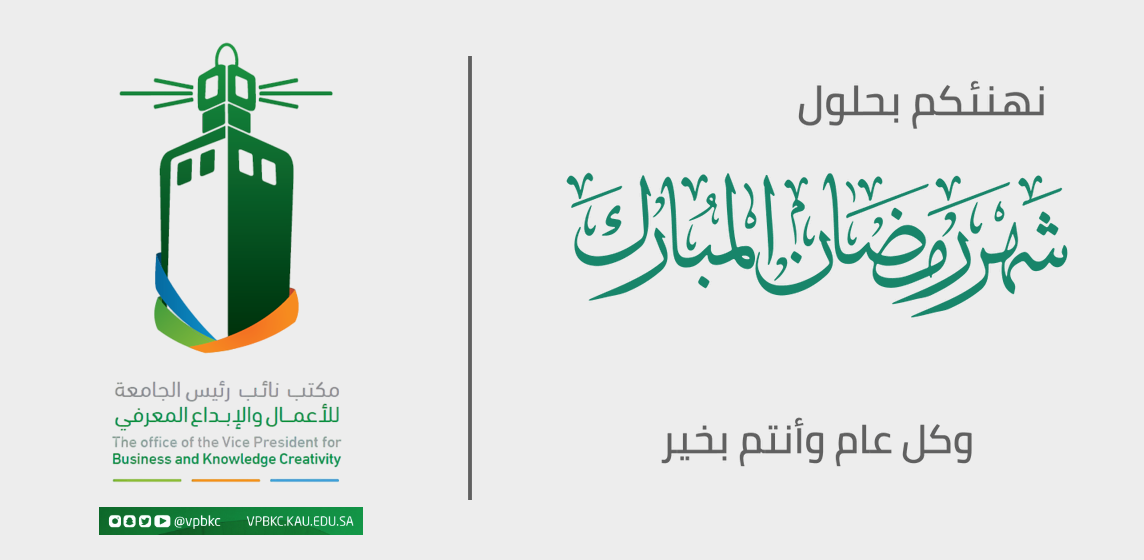 نهنئكم بحلول
شهر رمضان المبارك
وكل عام وأنتم بخير
مكتب نائب رئيس الجامعة
للأعمال والإبداع المعرفي
The office of the Vice President for
Business and Knowledge Creativity
@vpbkc VPBKC.KAU.EDU.SA